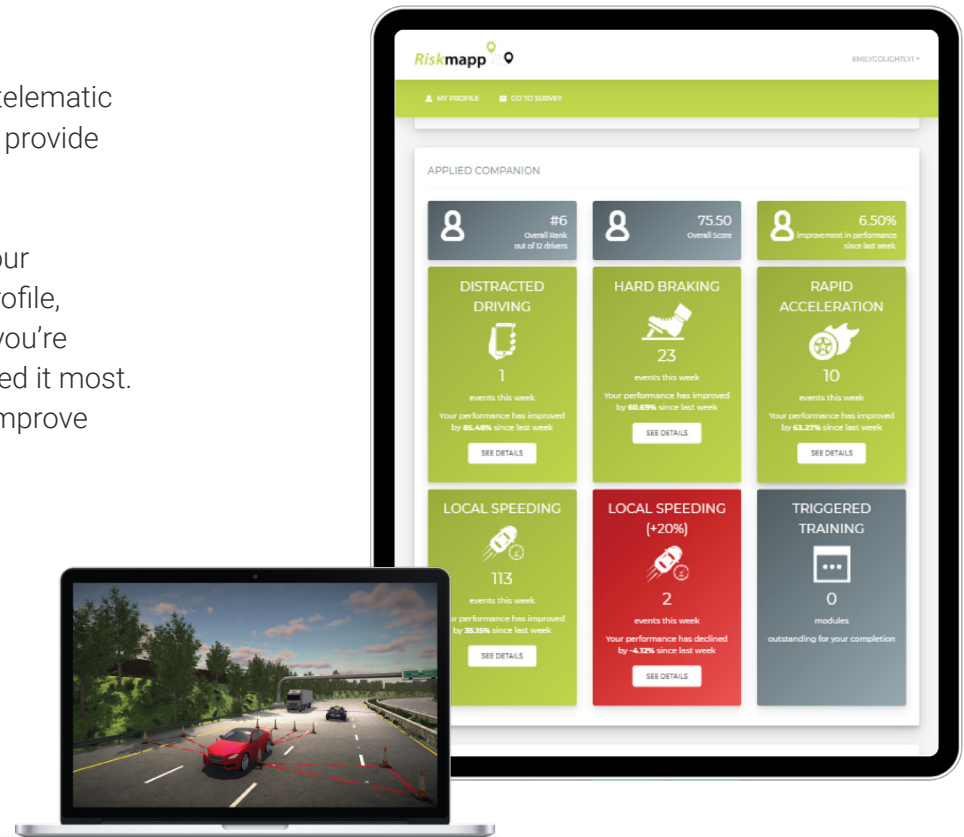 telematic
provide
our
rofile,
you're
ed it most.
mprove
Riskmapp
EMILYGOLIGHTLY1
MY PROFILE GO TO SURVEY
APPLIED COMPANION
#6
Overall Rank
out of 12 drivers
75.50
Overall Score
6.50%
improvement in performance
since last week.
DISTRACTED
DRIVING
1
events this week
Your performance has improved
by 85.48% since last week
SEE DETAILS
HARD BRAKING
23
events this week
Your performance has improved
by 60.69% since last week
SEE DETAILS
RAPID
ACCELERATION
10
events this week
Your performance has improved
by 63.27% since last week
SEE DETAILS
LOCAL SPEEDING
113
events this week
ur performance has improved
by 35.15% since last week
SEE DETAILS
LOCAL SPEEDING
(+20%)
2
events this week
Your performance has declined
by -4.12% since last week
SEE DETAILS
TRIGGERED
TRAINING
0
modules
outstanding for your completion